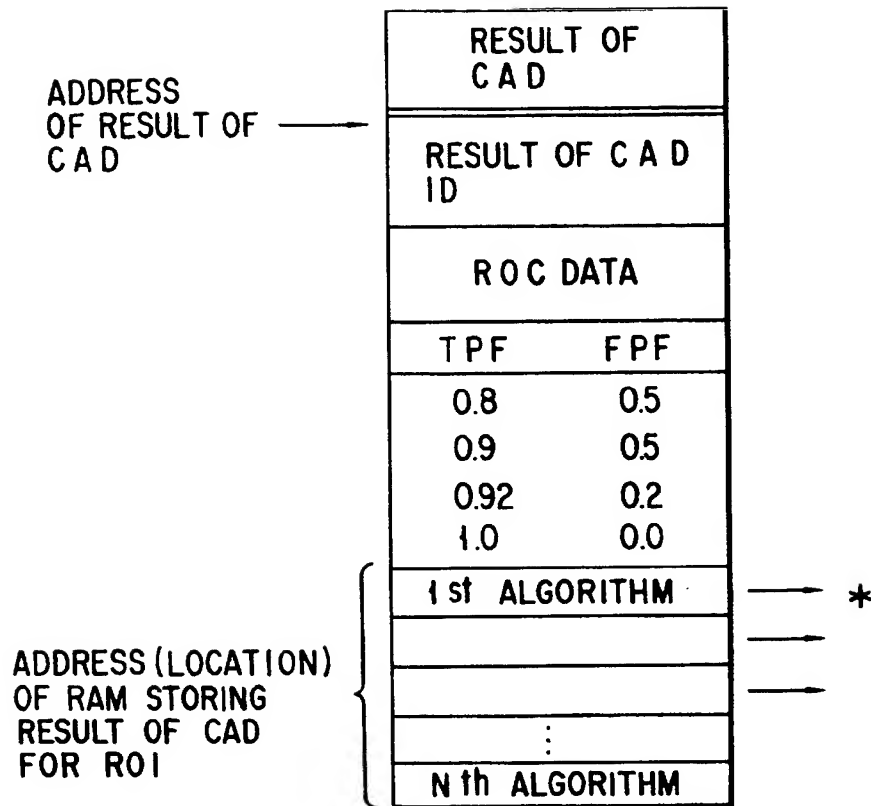 RESULT OF
CAD
ADDRESS
OF RESULT OF
CAD
RESULT OF CAD
ID
ROC DATA
TPF FPF
0.8 0.5
0.9 0.5
0.92 0.2
1.0 0.0
1st ALGORITHM *
ADDRESS (LOCATION)
OF RAM STORING
RESULT OF CAD
FOR ROI
⋮
Nth ALGORITHM